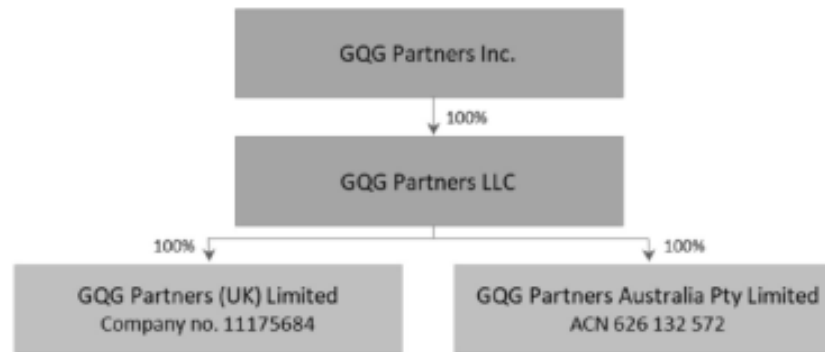 GQG Partners Inc.
100%
GQG Partners LLC
100%
100%
GQG Partners (UK) Limited
Company no. 11175684
GQG Partners Australia Pty Limited
ACN 626 132 572